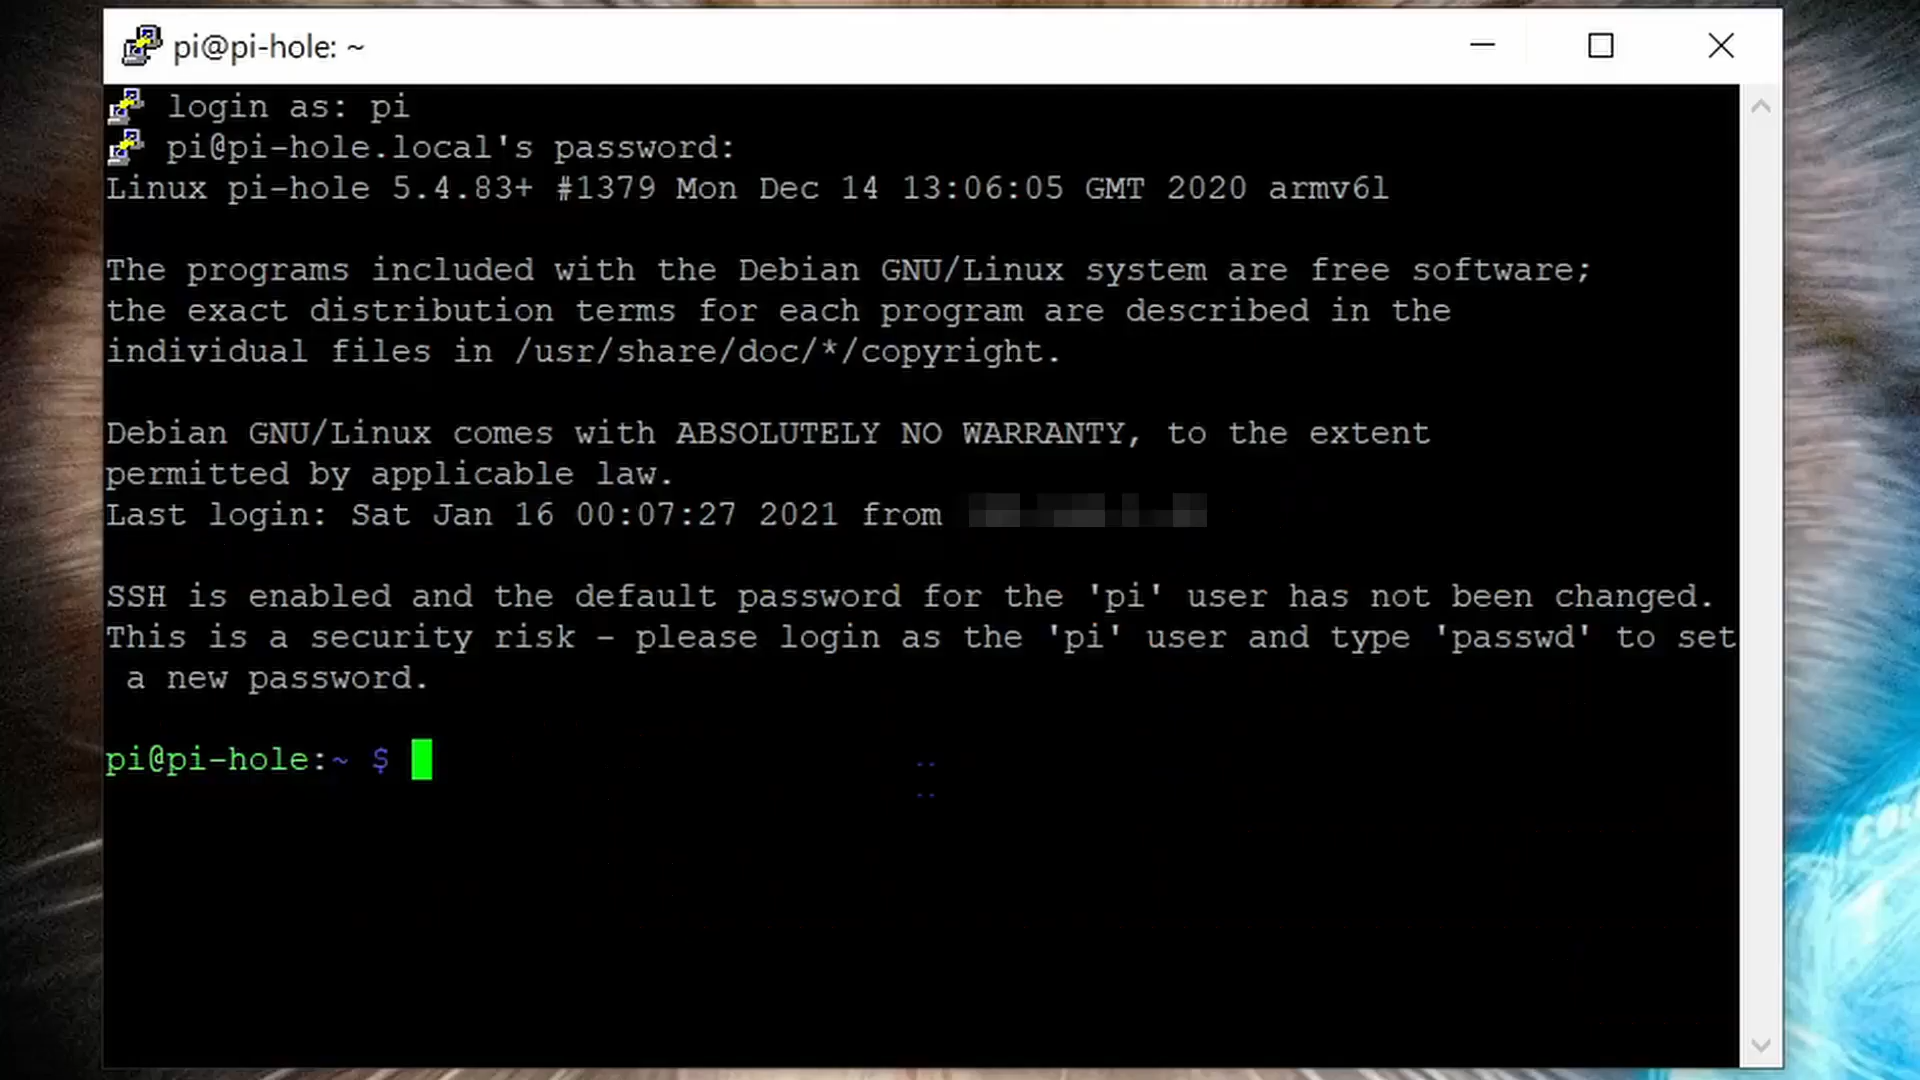 pi@pi-hole: ~
login as: pi
pi@pi-hole.local's password:
Linux pi-hole 5.4.83+ #1379 Mon Dec 14 13:06:05 GMT 2020 armv6l
The programs included with the Debian GNU/Linux system are free software;
the exact distribution terms for each program are described in the
individual files in /usr/share/doc/*/copyright.
Debian GNU/Linux comes with ABSOLUTELY NO WARRANTY, to the extent
permitted by applicable law.
Last login: Sat Jan 16 00:07:27 2021 from
SSH is enabled and the default password for the 'pi' user has not been changed.
This is a security risk - please login as the 'pi' user and type 'passwd' to set
 a new password.
pi@pi-hole:~ $